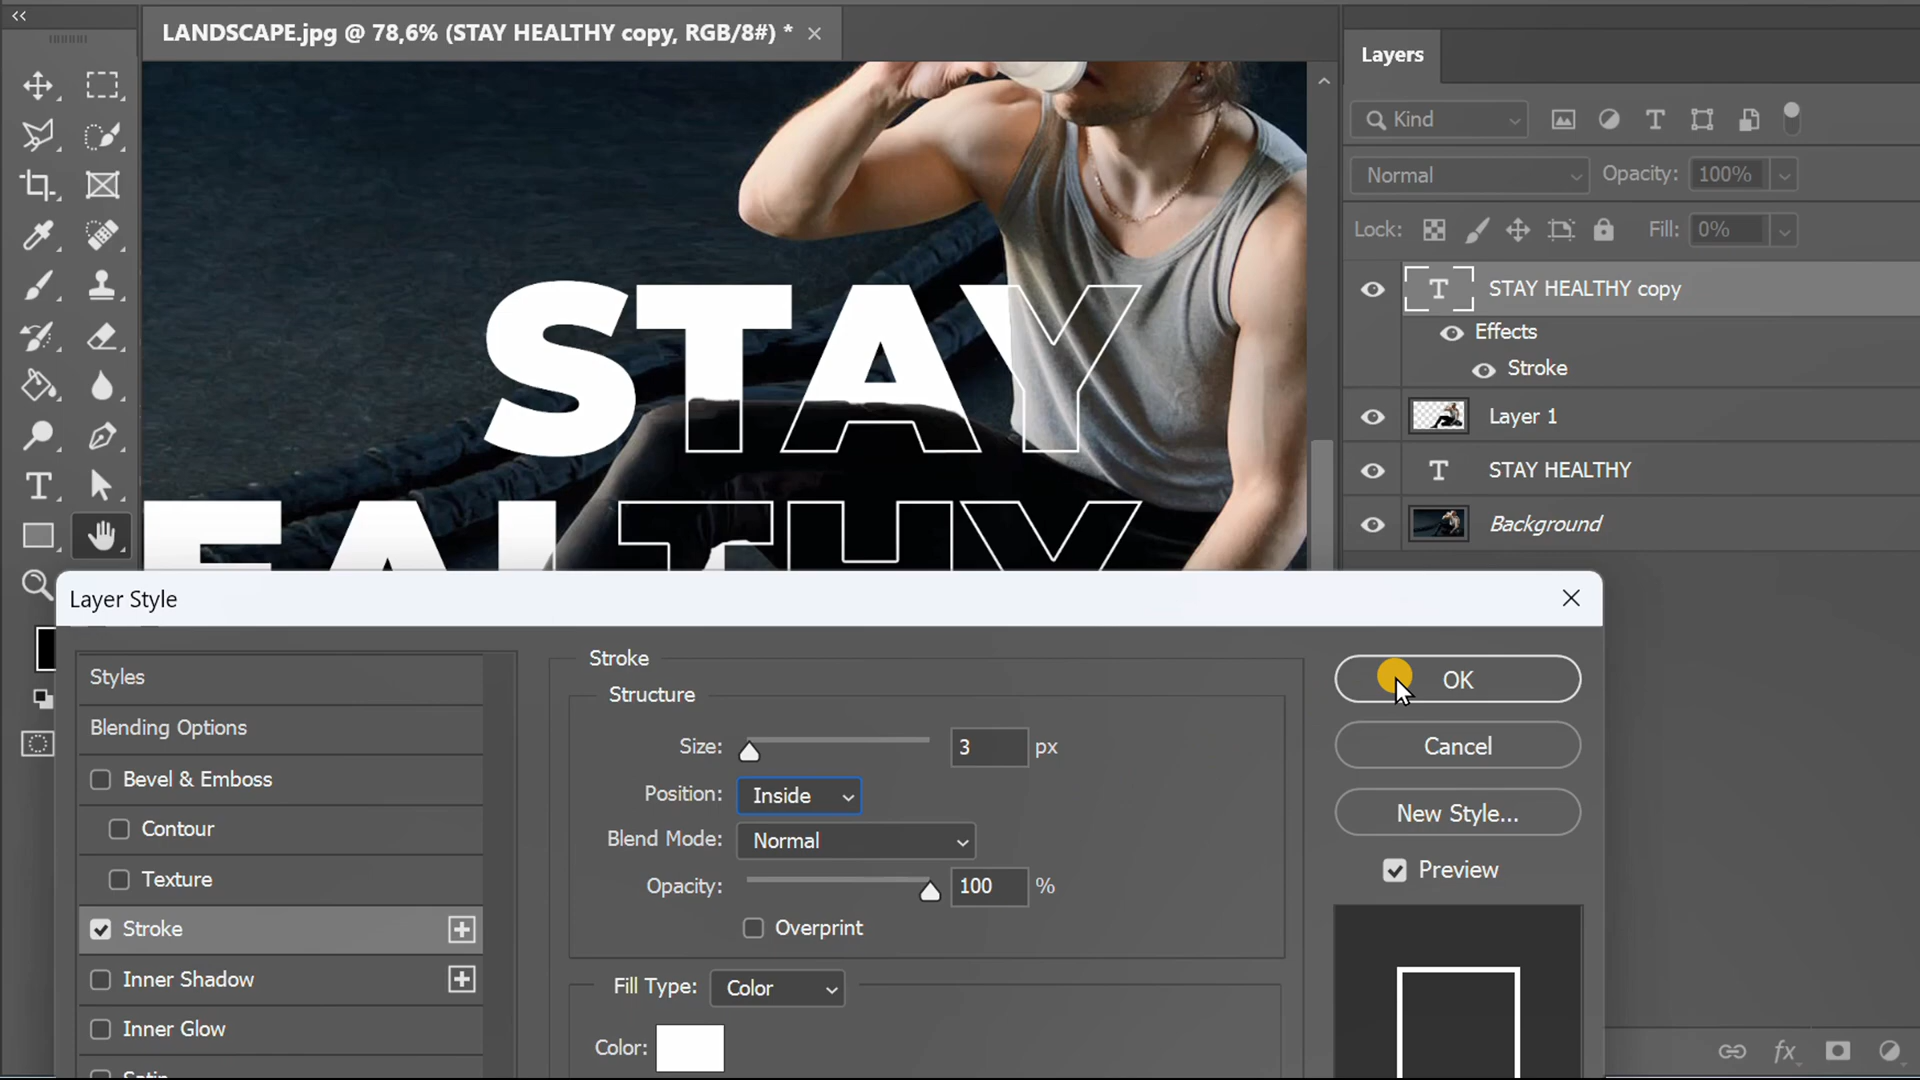 LANDSCAPE.jpg @ 78,6% (STAY HEALTHY copy, RGB/8#) *
Layers
Kind
Normal
Opacity: 100%
Lock:
Fill: 0%
STAY HEALTHY copy
Effects
Stroke
Layer 1
STAY HEALTHY
Background
STAY
EALTHY
Layer Style
Styles
Blending Options
Bevel & Emboss
Contour
Texture
Stroke
Inner Shadow
Inner Glow
Satin
Stroke
Structure
Size: 3 px
Position: Inside
Blend Mode: Normal
Opacity: 100 %
Overprint
Fill Type: Color
Color:
OK
Cancel
New Style...
Preview